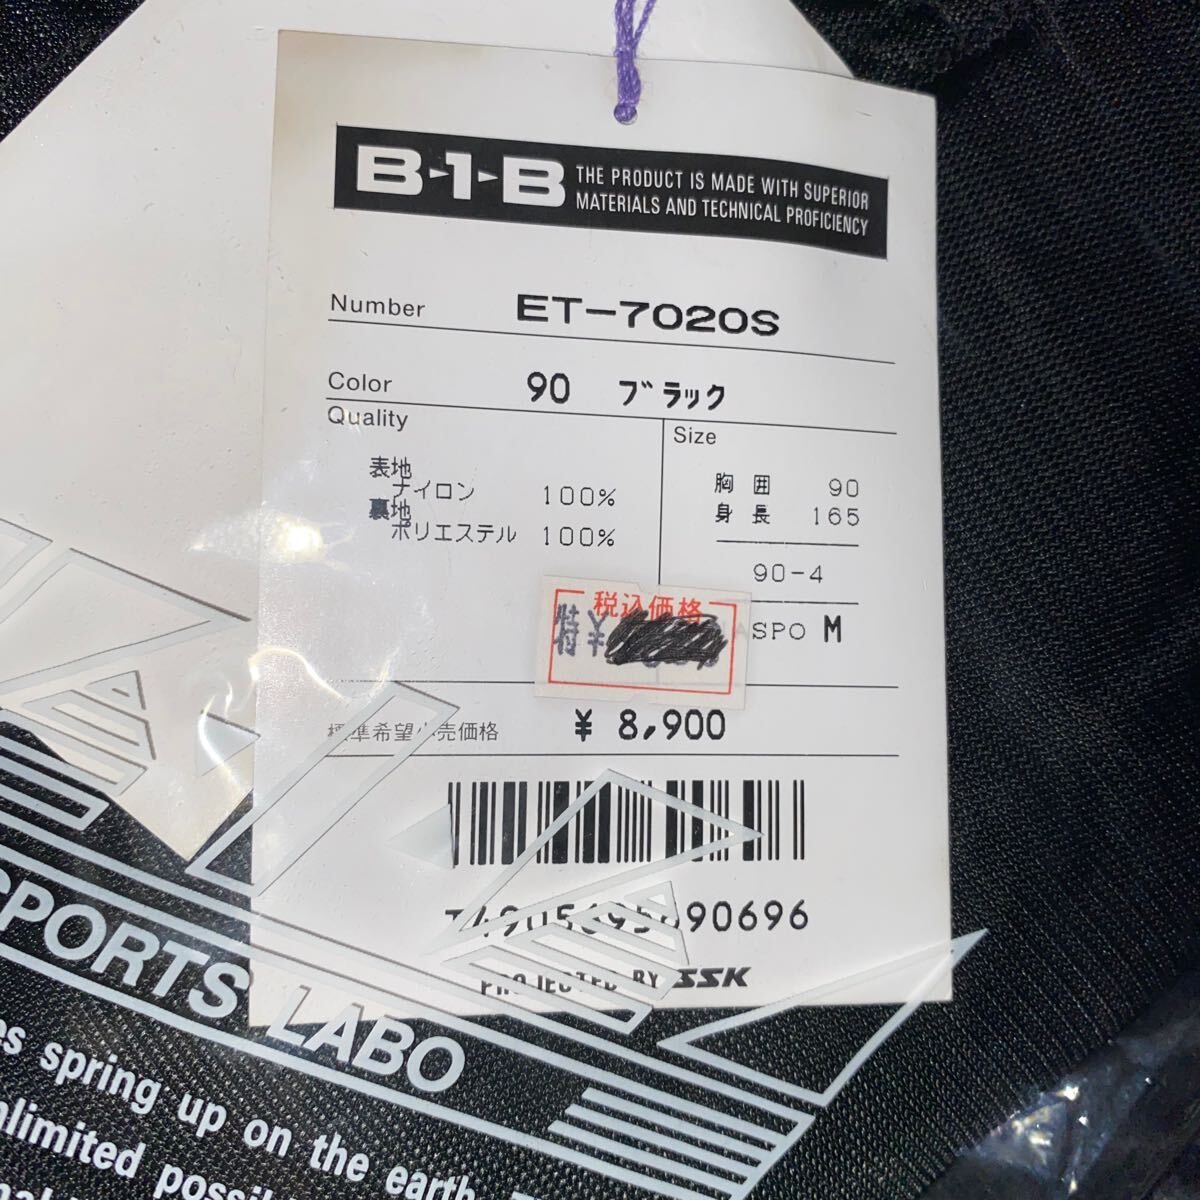 B-1-B
THE PRODUCT IS MADE WITH SUPERIOR
MATERIALS AND TECHNICAL PROFICIENCY
Number ET-7020S
Color 90 ブラック
Quality
表地
ナイロン 100%
裏地
ポリエステル 100%
Size
胸囲 90
身長 165
90-4
ASPO M
税込価格
特¥
標準希望小売価格 ¥ 8,900
PROJECTED BY SSK
SPORTS LABO
spring up on the earth
possi